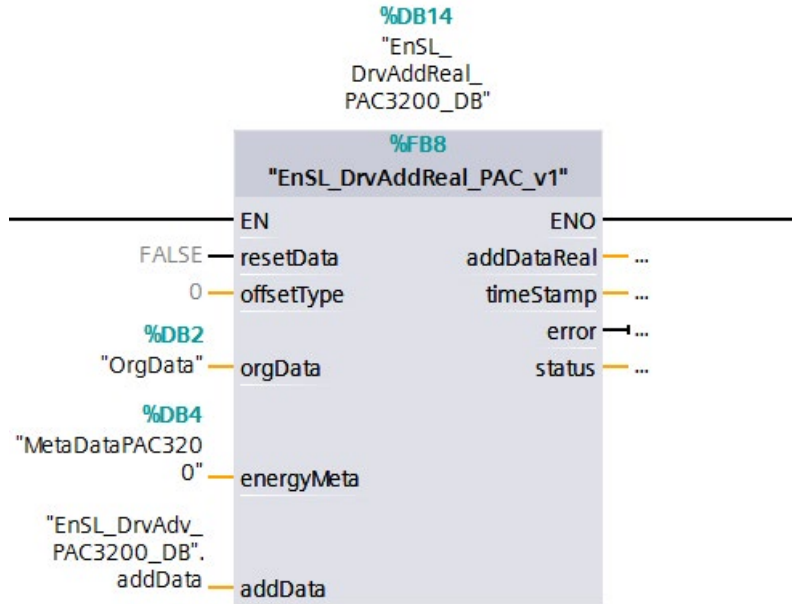 %DB14
"EnSL_
DrvAddReal_
PAC3200_DB"
%FB8
"EnSL_DrvAddReal_PAC_v1"
EN ENO
FALSE resetData addDataReal ...
0 offsetType timeStamp ...
error ...
%DB2
"OrgData" orgData status ...
%DB4
"MetaDataPAC320
0" energyMeta
"EnSL_DrvAdv_
PAC3200_DB".
addData addData